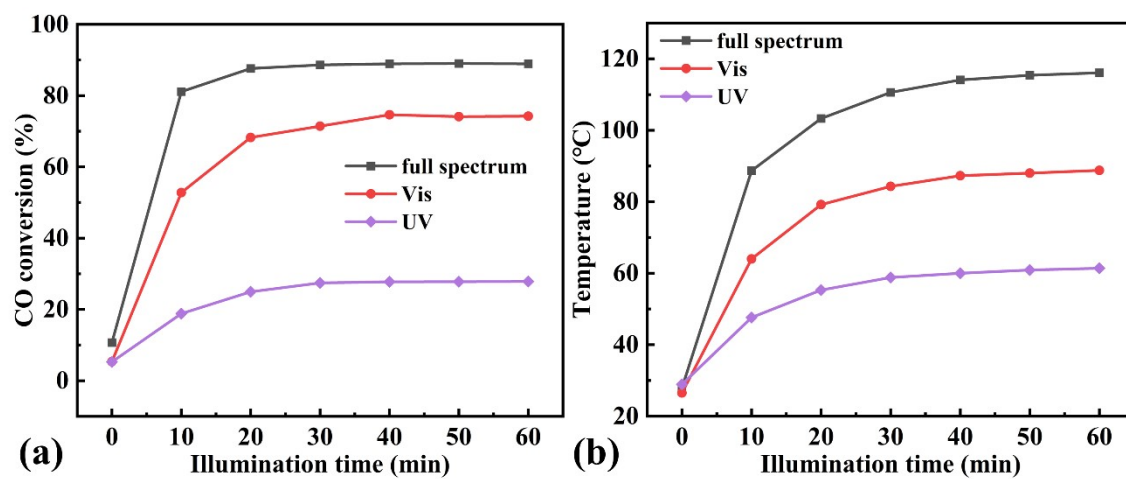 100
80
60
40
20
0
CO conversion (%)
full spectrum
Vis
UV
0 10 20 30 40 50 60
Illumination time (min)
(a)
full spectrum
Vis
UV
120
100
80
60
40
20
Temperature (℃)
0 10 20 30 40 50 60
Illumination time (min)
(b)